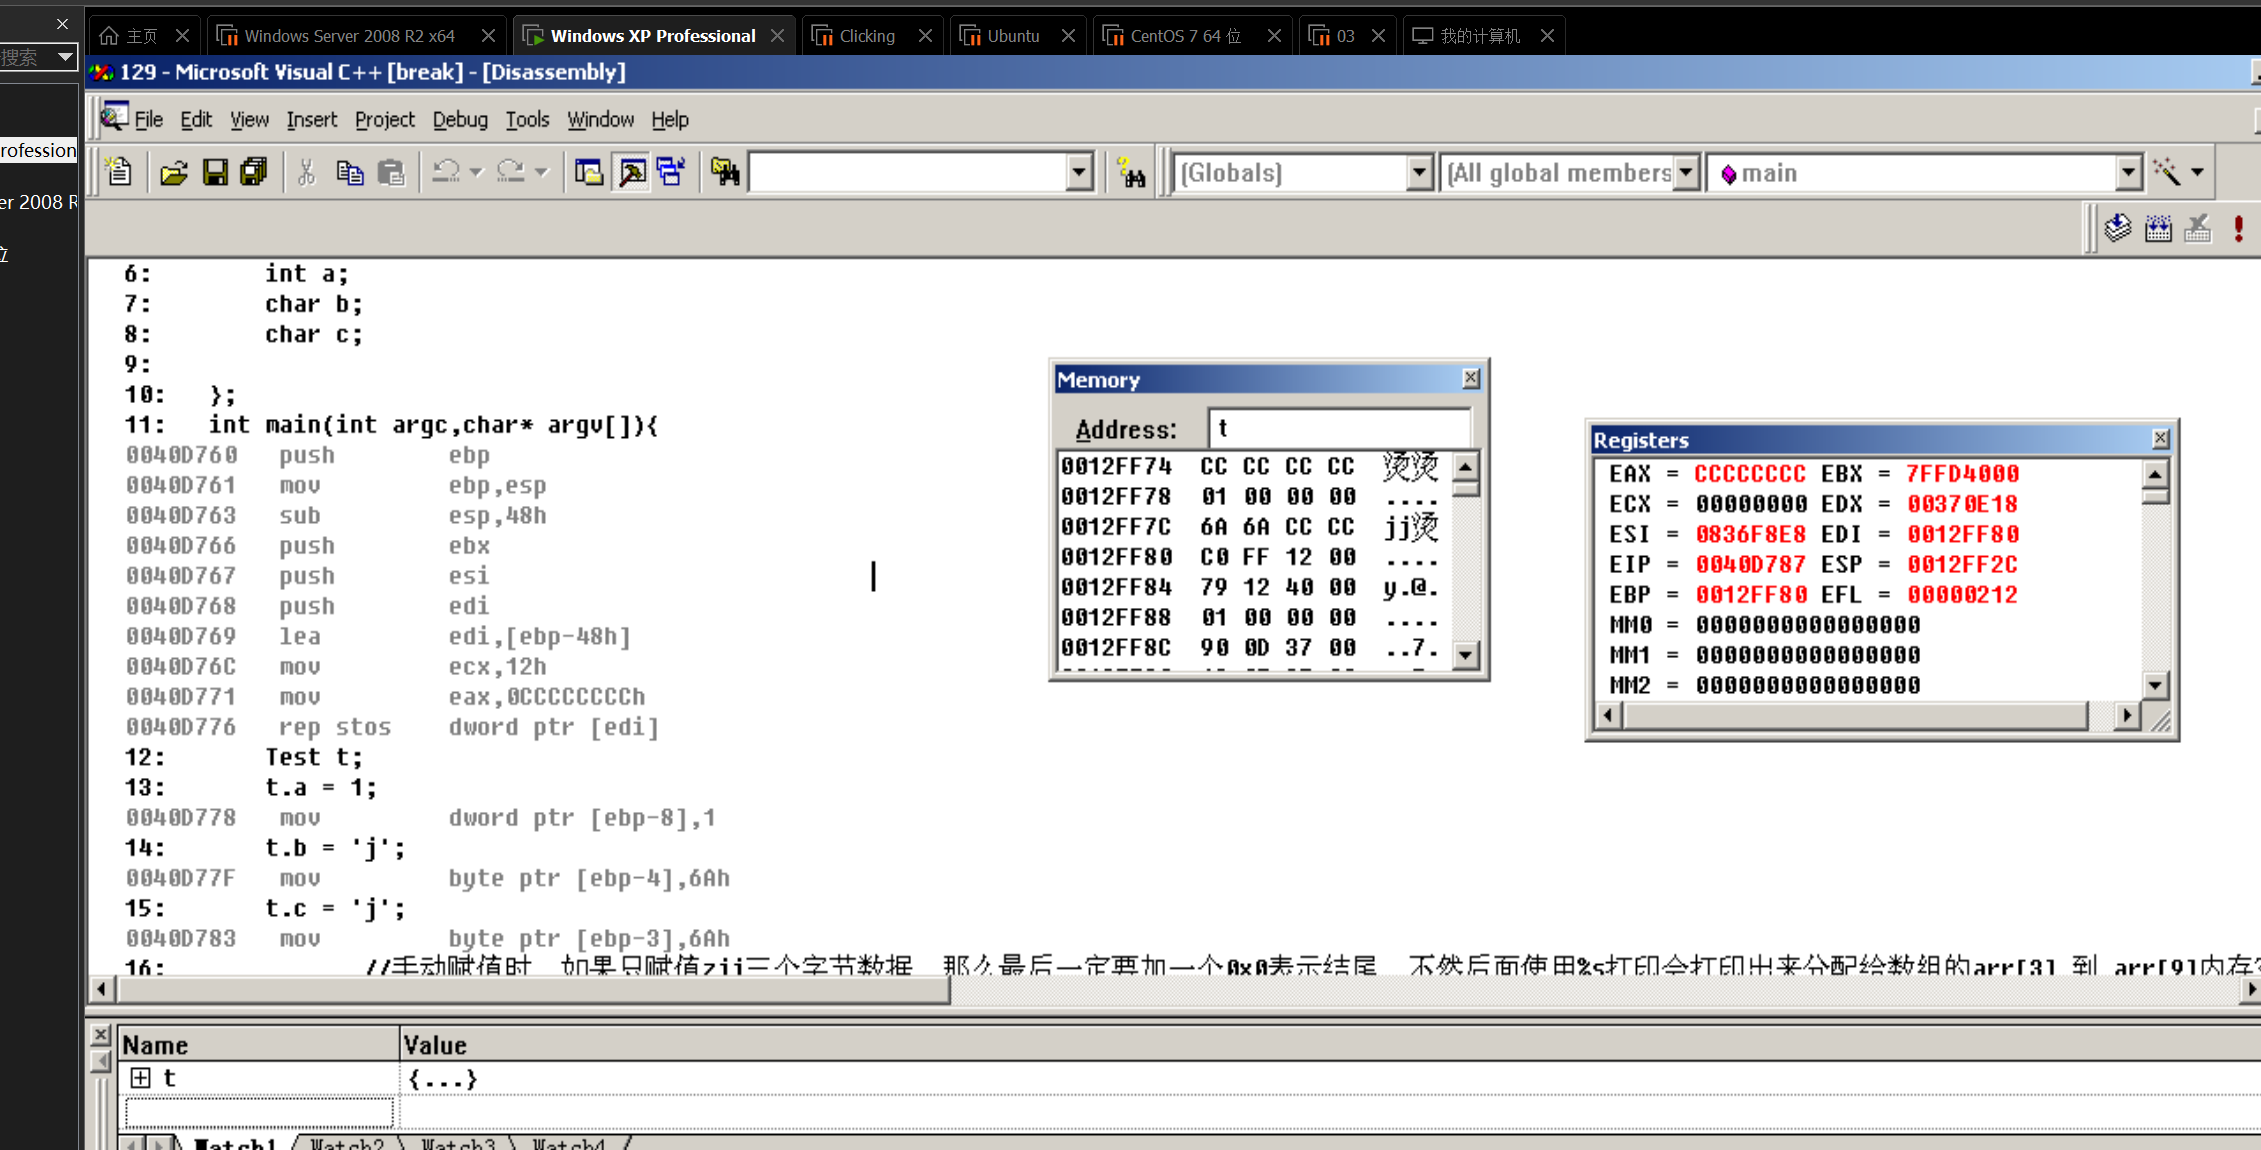 主页
Windows Server 2008 R2 x64
Windows XP Professional
Clicking
Ubuntu
CentOS 7 64 位
03
我的计算机
搜索
rofession
er 2008 R
位
129 - Microsoft Visual C++ [break] - [Disassembly]
File Edit View Insert Project Debug Tools Window Help
(Globals)
(All global members
main
6: int a;
7: char b;
8: char c;
9:
10: };
11: int main(int argc,char* argv[]){
0040D760 push ebp
0040D761 mov ebp,esp
0040D763 sub esp,48h
0040D766 push ebx
0040D767 push esi
0040D768 push edi
0040D769 lea edi,[ebp-48h]
0040D76C mov ecx,12h
0040D771 mov eax,0CCCCCCCCh
0040D776 rep stos dword ptr [edi]
12: Test t;
13: t.a = 1;
0040D778 mov dword ptr [ebp-8],1
14: t.b = 'j';
0040D77F mov byte ptr [ebp-4],6Ah
15: t.c = 'j';
0040D783 mov byte ptr [ebp-3],6Ah
16: //手动赋值时 如果只赋值zjj三个字节数据 那么最后一定要加一个0x0表示结尾 不然后面使用%s打印会打印出来分配给数组的arr[3] 到 arr[9]内存
Memory
Address: t
0012FF74 CC CC CC CC 烫烫
0012FF78 01 00 00 00 ....
0012FF7C 6A 6A CC CC jj烫
0012FF80 C0 FF 12 00 ....
0012FF84 79 12 40 00 y.@.
0012FF88 01 00 00 00 ....
0012FF8C 90 0D 37 00 ..7.
Registers
EAX = CCCCCCCC EBX = 7FFD4000
ECX = 00000000 EDX = 00370E18
ESI = 0836F8E8 EDI = 0012FF80
EIP = 0040D787 ESP = 0012FF2C
EBP = 0012FF80 EFL = 00000212
MM0 = 0000000000000000
MM1 = 0000000000000000
MM2 = 0000000000000000
Name Value
t {...}
Watch1 Watch2 Watch3 Watch4